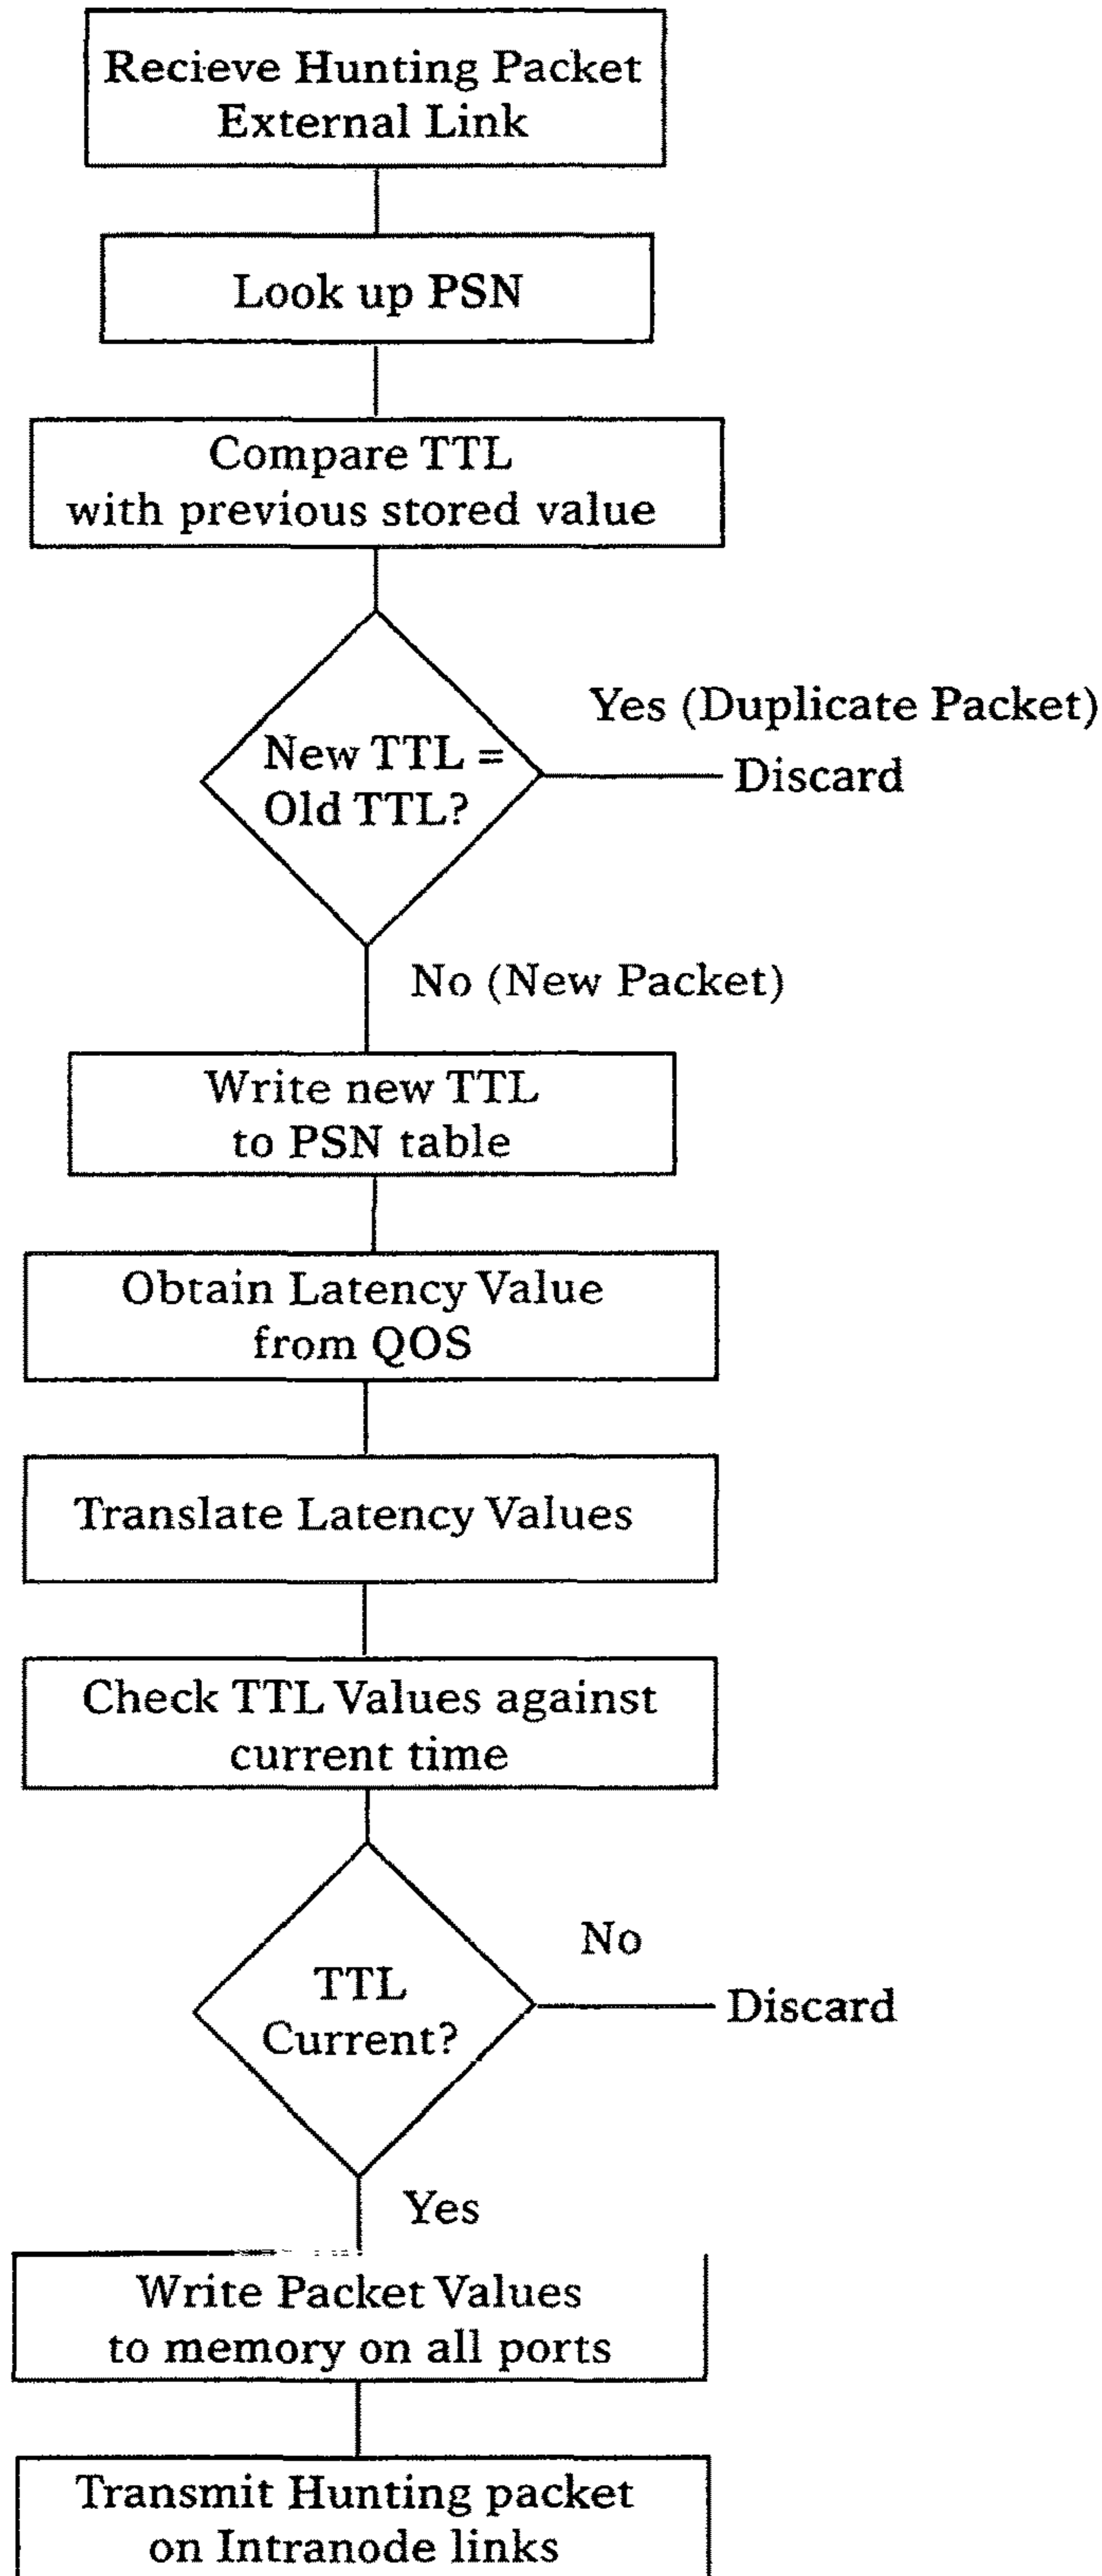 Recieve Hunting Packet
External Link
Look up PSN
Compare TTL
with previous stored value
Yes (Duplicate Packet)
New TTL =
Old TTL?
Discard
No (New Packet)
Write new TTL
to PSN table
Obtain Latency Value
from QOS
Translate Latency Values
Check TTL Values against
current time
No
TTL
Current?
Discard
Yes
Write Packet Values
to memory on all ports
Transmit Hunting packet
on Intranode links